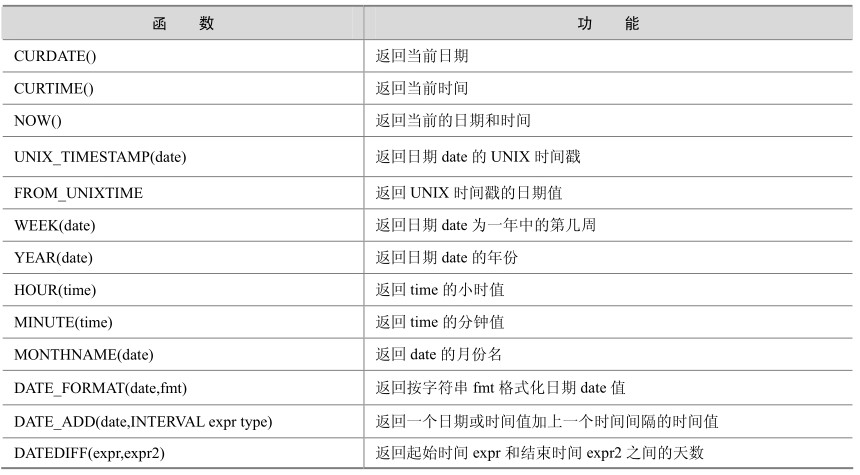 函 数 功 能
CURDATE() 返回当前日期
CURTIME() 返回当前时间
NOW() 返回当前的日期和时间
UNIX_TIMESTAMP(date) 返回日期 date 的 UNIX 时间戳
FROM_UNIXTIME 返回 UNIX 时间戳的日期值
WEEK(date) 返回日期 date 为一年中的第几周
YEAR(date) 返回日期 date 的年份
HOUR(time) 返回 time 的小时值
MINUTE(time) 返回 time 的分钟值
MONTHNAME(date) 返回 date 的月份名
DATE_FORMAT(date,fmt) 返回按字符串 fmt 格式化日期 date 值
DATE_ADD(date,INTERVAL expr type) 返回一个日期或时间值加上一个时间间隔的时间值
DATEDIFF(expr,expr2) 返回起始时间 expr 和结束时间 expr2 之间的天数